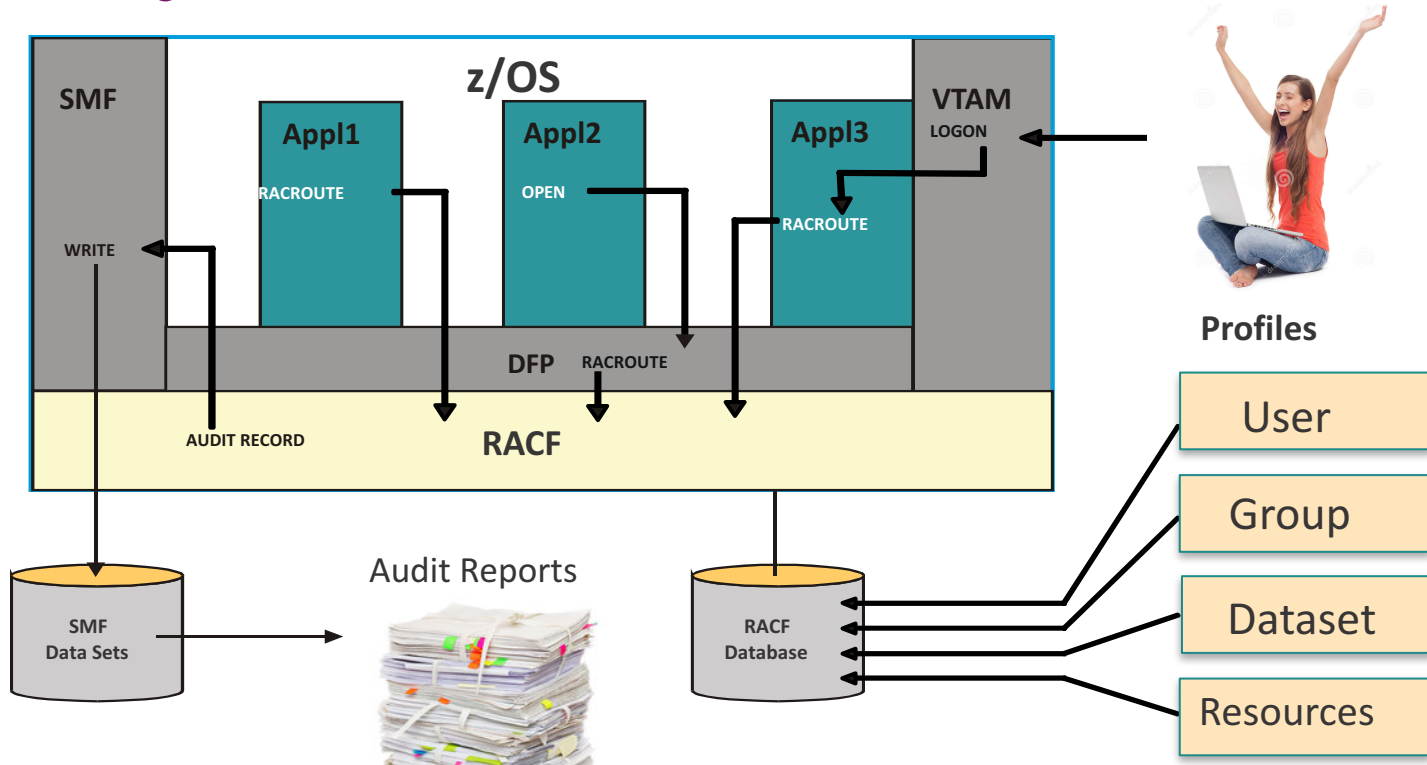 z/OS
SMF
VTAM
LOGON
Appl1
Appl2
Appl3
RACROUTE
OPEN
RACROUTE
WRITE
DFP
RACROUTE
AUDIT RECORD
RACF
Profiles
User
Group
Dataset
Resources
Audit Reports
SMF
Data Sets
RACF
Database